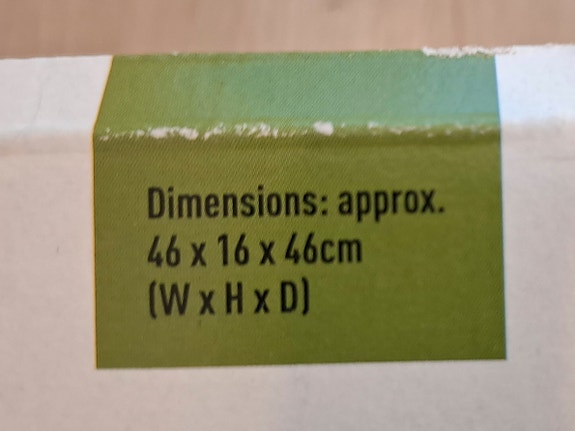 Dimensions: approx.
46 x 16 x 46cm
(W x H x D)